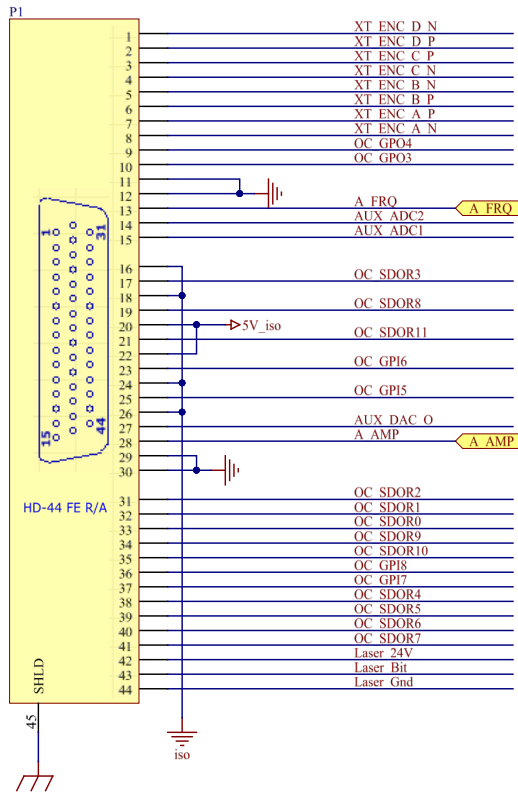 P1
1 XT_ENC_D_N
2 XT_ENC_D_P
3 XT_ENC_C_P
4 XT_ENC_C_N
5 XT_ENC_B_N
6 XT_ENC_B_P
7 XT_ENC_A_P
8 XT_ENC_A_N
9 OC_GPO4
10 OC_GPO3
11
12
13 A_FRQ A_FRQ
14 AUX_ADC2
15 AUX_ADC1
1 31
16
17 OC_SDOR3
18
19 OC_SDOR8
20 5V_iso
21 OC_SDOR11
22
23 OC_GPI6
24
25 OC_GPI5
26
27 AUX_DAC_O
28 A_AMP A_AMP
15 44
29
30
HD-44 FE R/A
31 OC_SDOR2
32 OC_SDOR1
33 OC_SDOR0
34 OC_SDOR9
35 OC_SDOR10
36 OC_GPI8
37 OC_GPI7
38 OC_SDOR4
39 OC_SDOR5
40 OC_SDOR6
41 OC_SDOR7
42 Laser_24V
43 Laser_Bit
44 Laser_Gnd
SHLD
45
iso